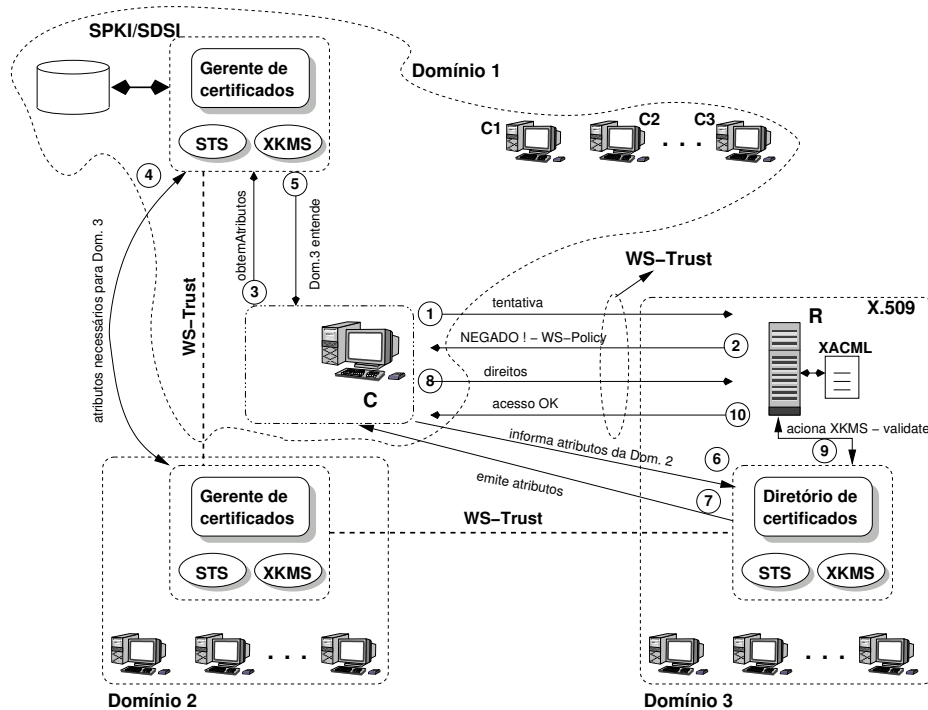 SPKI/SDSI
Gerente de
certificados
STS
XKMS
Domínio 1
C1
C2
. . .
C3
4
5
atributos necessários para Dom. 3
WS–Trust
obtemAtributos
3
Dom.3 entende
C
WS–Trust
1
tentativa
NEGADO ! – WS–Policy
2
8
direitos
acesso OK
10
X.509
R
XACML
aciona XKMS – validate
9
informa atributos da Dom. 2
6
emite atributos
7
Gerente de
certificados
STS
XKMS
WS–Trust
Diretório de
certificados
STS
XKMS
. . .
. . .
Domínio 2
Domínio 3